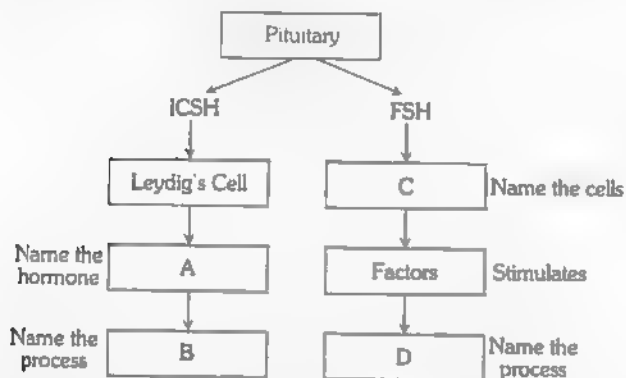 Pituitary
ICSH
FSH
Leydig's Cell
C
Name the cells
Name the
hormone
A
Factors
Stimulates
Name the
process
B
D
Name the
process